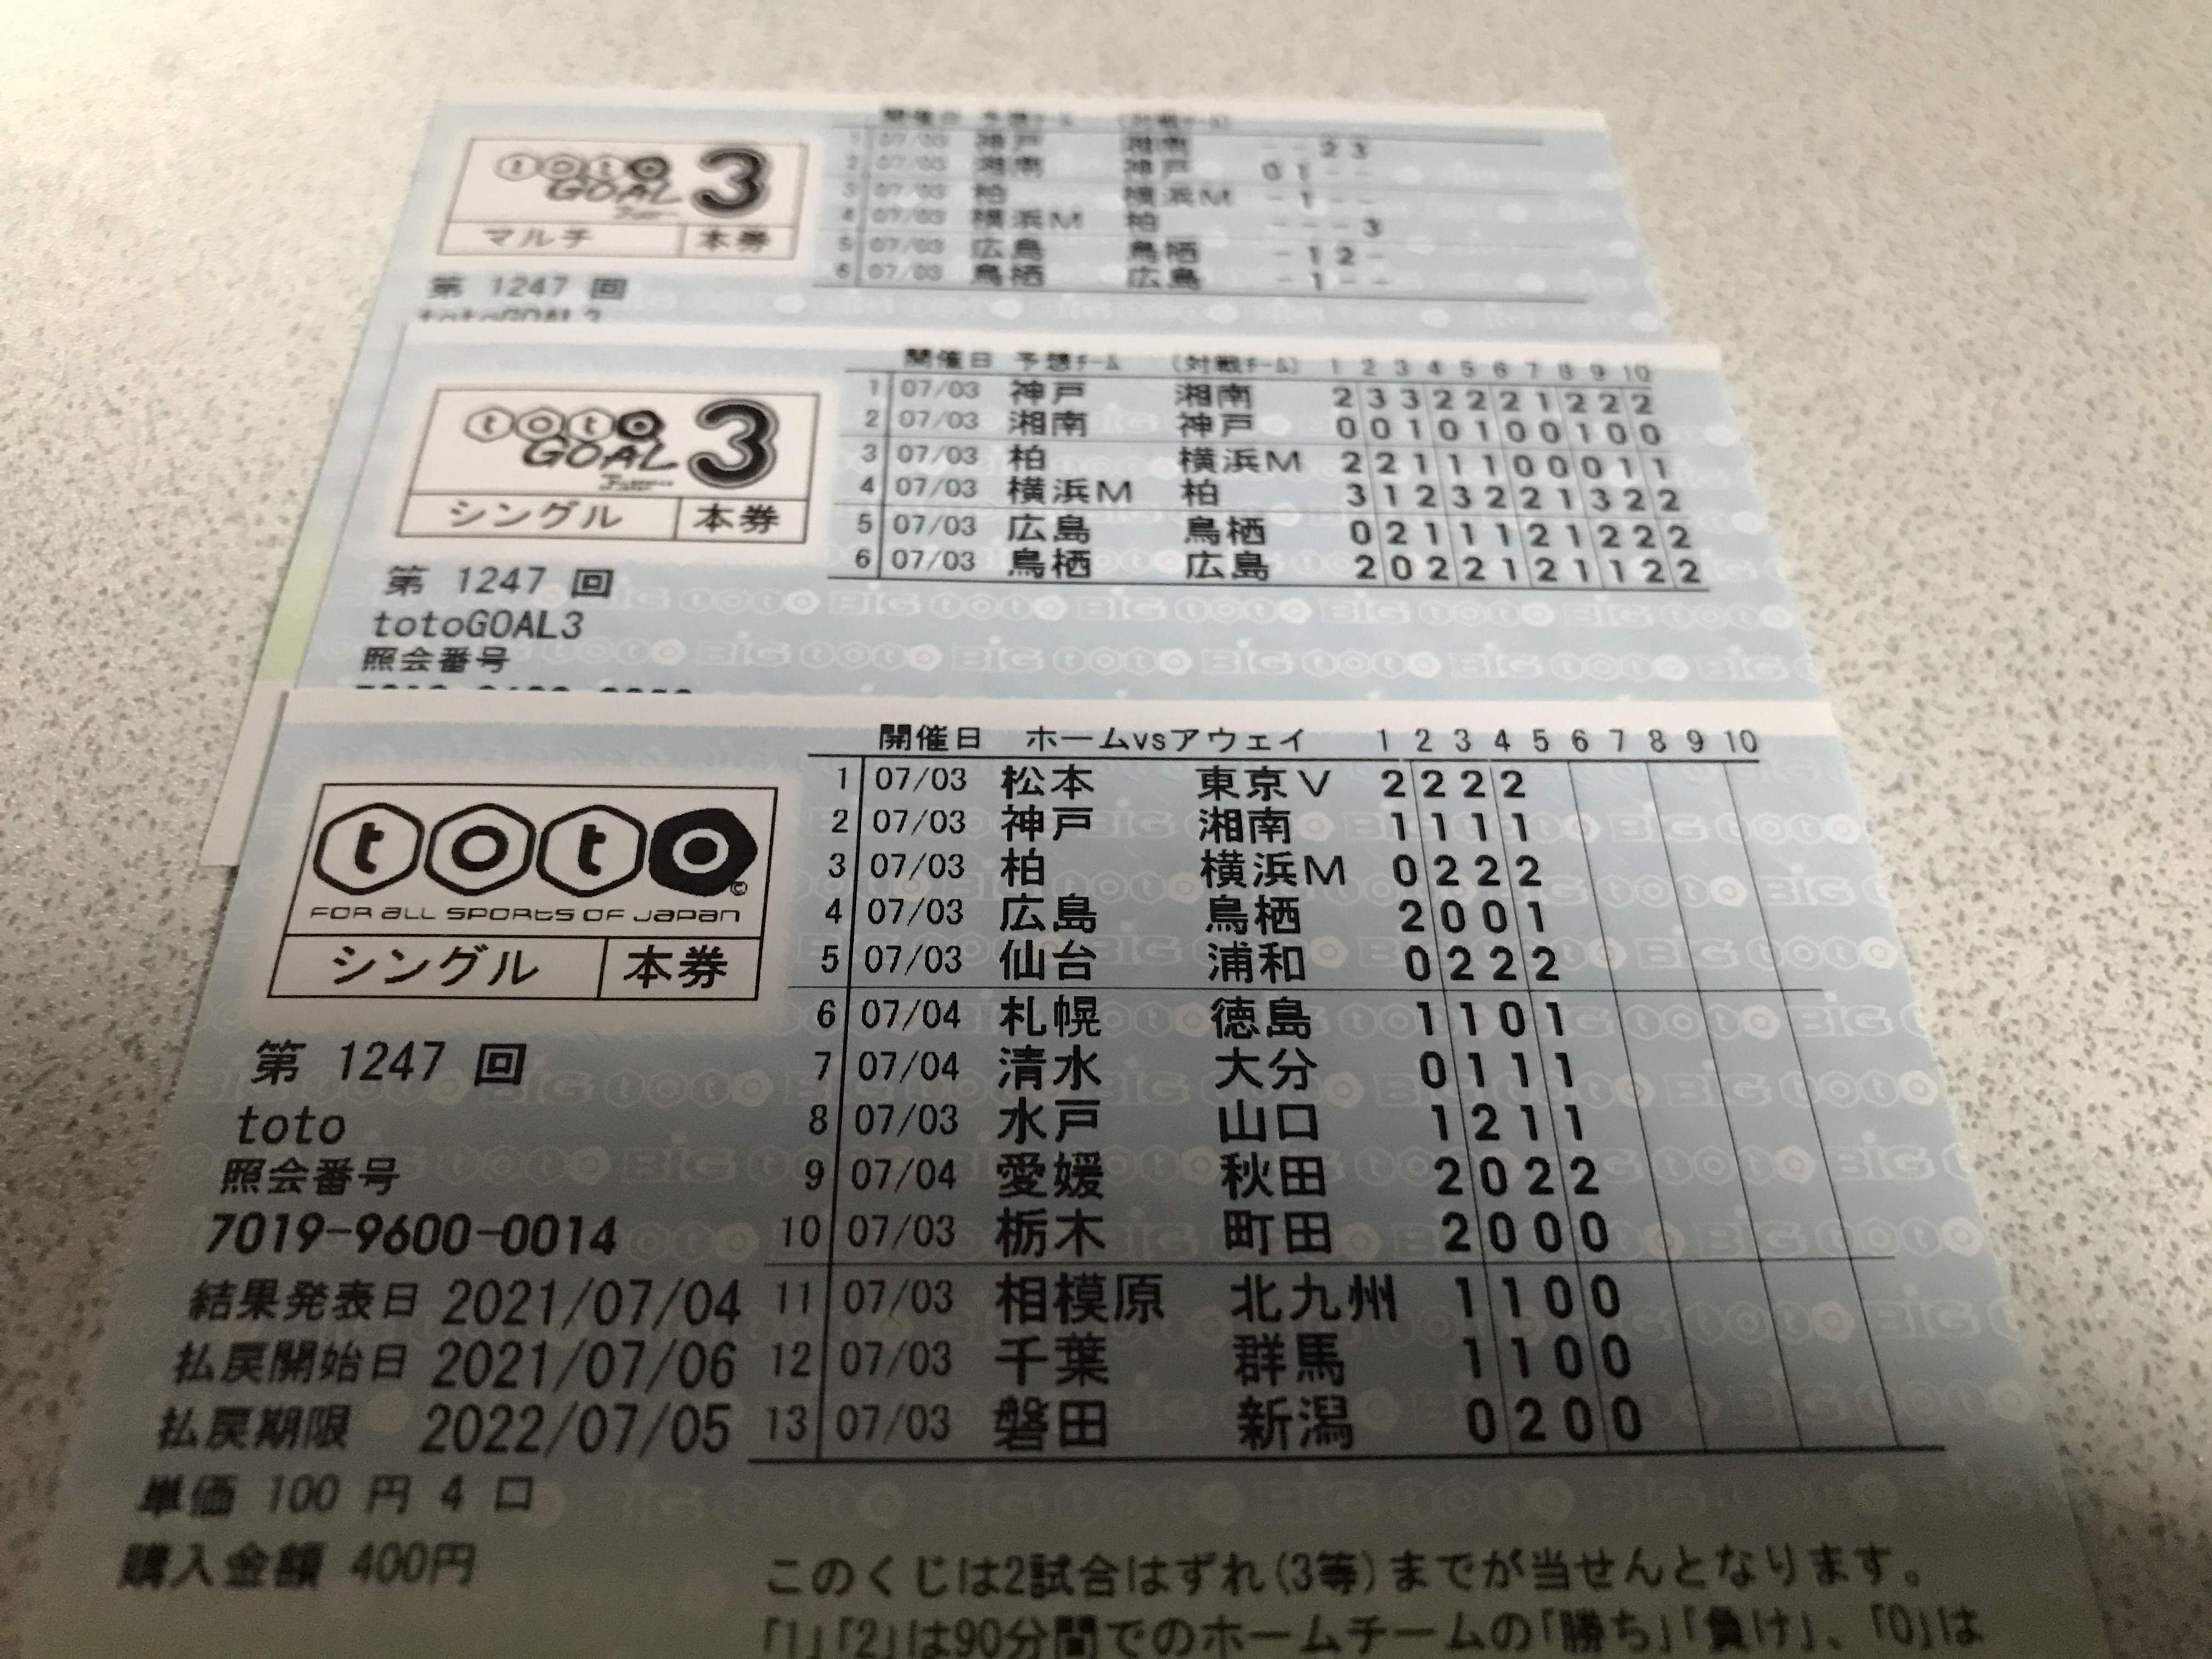 開催日 予想ﾁｰﾑ (対戦ﾁｰﾑ)
1 07/03 神戸 湘南 - - 2 3
2 07/03 湘南 神戸 0 1 - -
3 07/03 柏 横浜M - 1 - -
4 07/03 横浜M 柏 - - - 3
5 07/03 広島 鳥栖 - 1 2 -
6 07/03 鳥栖 広島 - 1 - -
toto
GOAL 3
マルチ 本券
第 1247 回
totoGOAL3
開催日 予想ﾁｰﾑ (対戦ﾁｰﾑ) 1 2 3 4 5 6 7 8 9 10
1 07/03 神戸 湘南 2 3 3 2 2 2 1 2 2 2
2 07/03 湘南 神戸 0 0 1 0 1 0 0 1 0 0
3 07/03 柏 横浜M 2 2 1 1 1 0 0 0 1 1
4 07/03 横浜M 柏 3 1 2 3 2 2 1 3 2 2
5 07/03 広島 鳥栖 0 2 1 1 1 2 1 2 2 2
6 07/03 鳥栖 広島 2 0 2 2 1 2 1 1 2 2
toto
GOAL 3
シングル 本券
第 1247 回
totoGOAL3
照会番号
開催日 ホームvsアウェイ 1 2 3 4 5 6 7 8 9 10
1 07/03 松本 東京V 2 2 2 2
2 07/03 神戸 湘南 1 1 1 1
3 07/03 柏 横浜M 0 2 2 2
4 07/03 広島 鳥栖 2 0 0 1
5 07/03 仙台 浦和 0 2 2 2
6 07/04 札幌 徳島 1 1 0 1
7 07/04 清水 大分 0 1 1 1
8 07/03 水戸 山口 1 2 1 1
9 07/04 愛媛 秋田 2 0 2 2
10 07/03 栃木 町田 2 0 0 0
11 07/03 相模原 北九州 1 1 0 0
12 07/03 千葉 群馬 1 1 0 0
13 07/03 磐田 新潟 0 2 0 0
toto©
FOR ALL SPORTS OF JAPAN
シングル 本券
第 1247 回
toto
照会番号
7019-9600-0014
結果発表日 2021/07/04
払戻開始日 2021/07/06
払戻期限 2022/07/05
単価 100 円 4 口
購入金額 400円
このくじは2試合はずれ(3等)までが当せんとなります。
「1」「2」は90分間でのホームチームの「勝ち」「負け」、「0」は